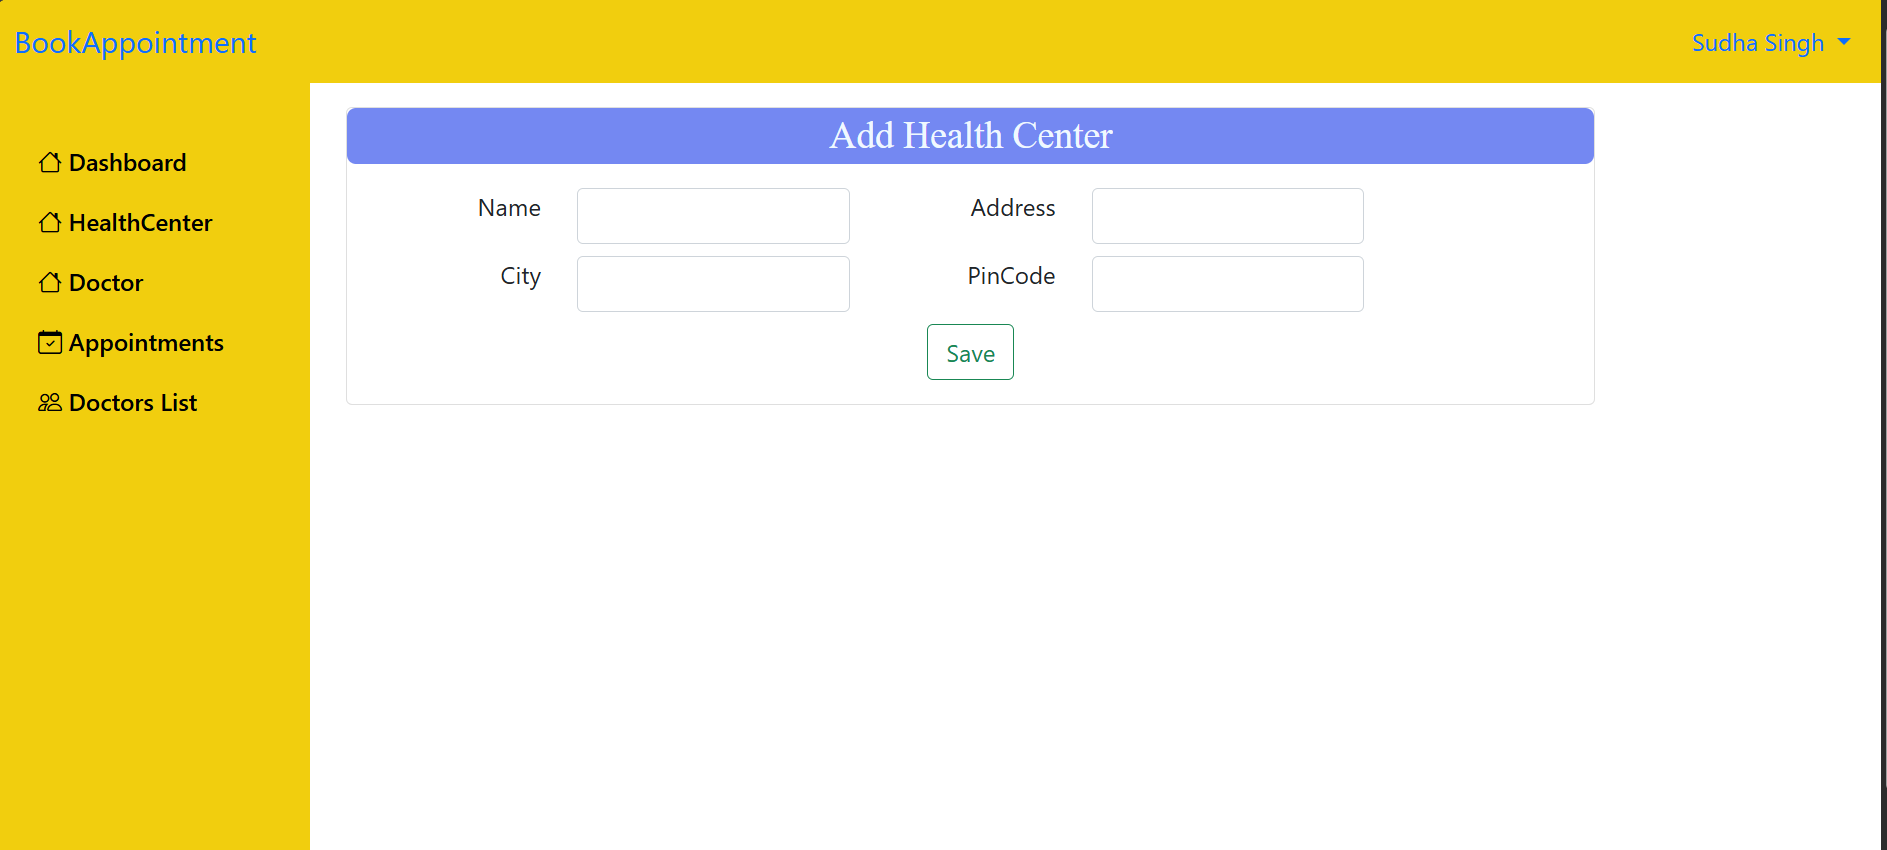 BookAppointment
Sudha Singh
Dashboard
HealthCenter
Doctor
Appointments
Doctors List
Add Health Center
Name
Address
City
PinCode
Save